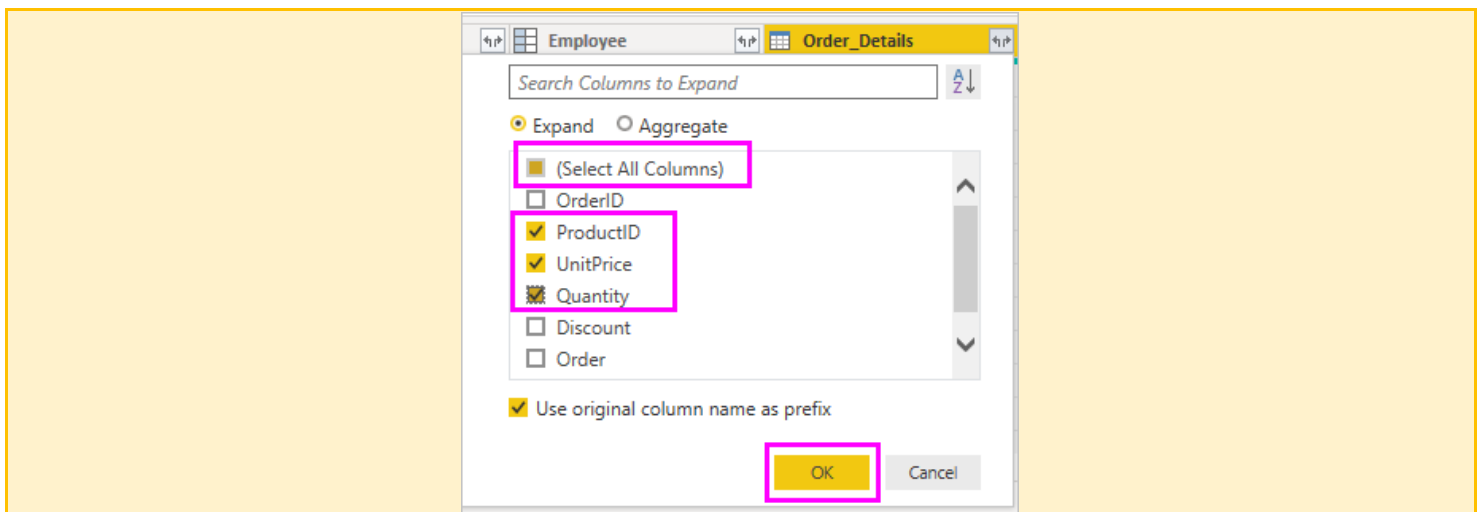 Employee Order_Details
Search Columns to Expand
Expand Aggregate
(Select All Columns)
OrderID
ProductID
UnitPrice
Quantity
Discount
Order
Use original column name as prefix
OK Cancel